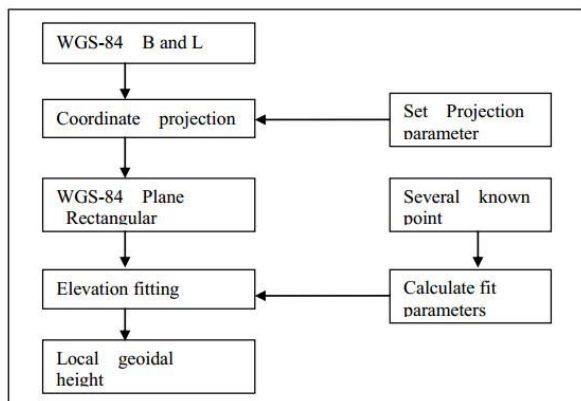 WGS-84 B and L
Coordinate projection
Set Projection
parameter
WGS-84 Plane
Rectangular
Several known
point
Elevation fitting
Calculate fit
parameters
Local geoidal
height